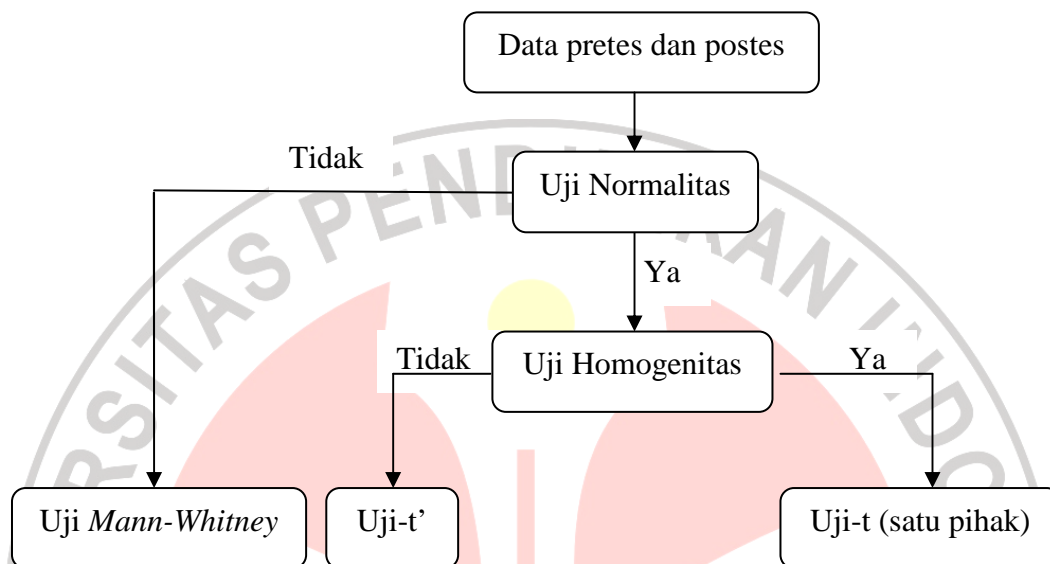 Data pretes dan postes
Tidak
Uji Normalitas
Ya
Tidak
Uji Homogenitas
Ya
Uji Mann-Whitney
Uji-t’
Uji-t (satu pihak)